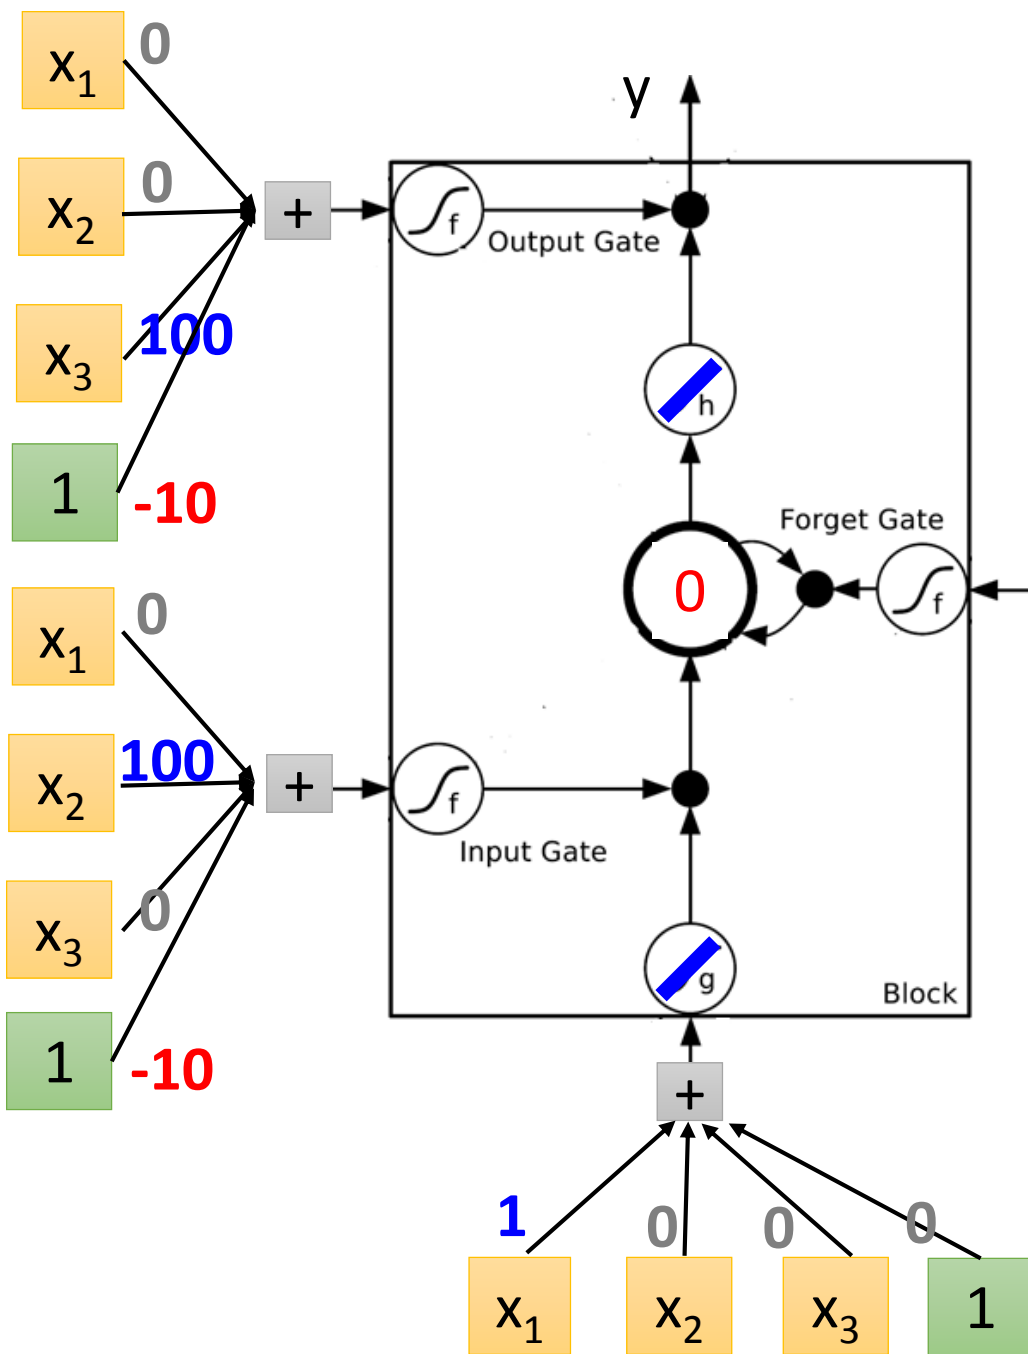 x1 0
y
x2 0
+
f
Output Gate
x3 100
h
1 -10
Forget Gate
0
f
x1 0
x2 100
+
f
Input Gate
x3 0
g
Block
1 -10
+
1 0 0 0
x1 x2 x3 1